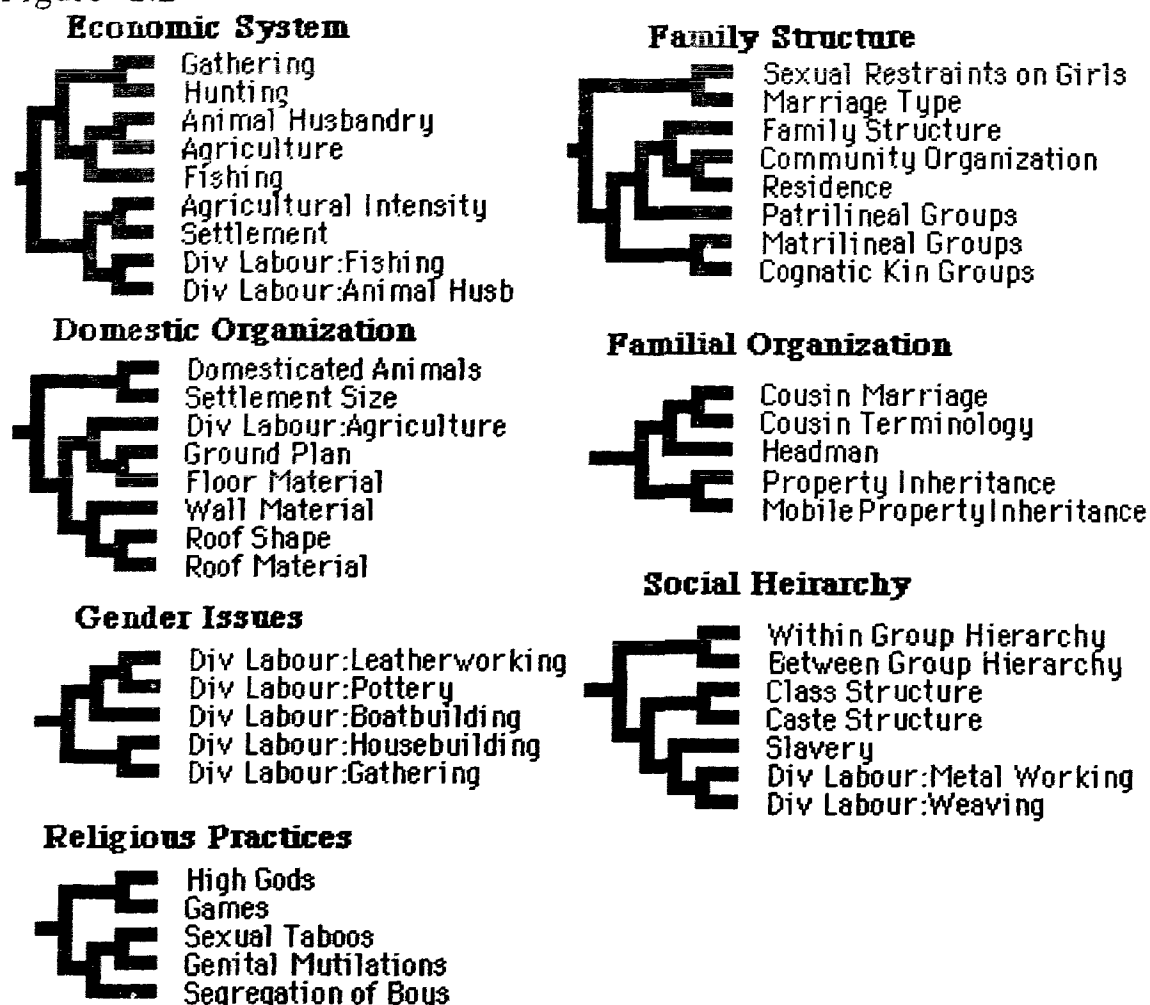 Economic System
Gathering
Hunting
Animal Husbandry
Agriculture
Fishing
Agricultural Intensity
Settlement
Div Labour:Fishing
Div Labour:Animal Husb
Domestic Organization
Domesticated Animals
Settlement Size
Div Labour:Agriculture
Ground Plan
Floor Material
Wall Material
Roof Shape
Roof Material
Gender Issues
Div Labour:Leatherworking
Div Labour:Pottery
Div Labour:Boatbuilding
Div Labour:Housebuilding
Div Labour:Gathering
Religious Practices
High Gods
Games
Sexual Taboos
Genital Mutilations
Segregation of Boys
Family Structure
Sexual Restraints on Girls
Marriage Type
Family Structure
Community Organization
Residence
Patrilineal Groups
Matrilineal Groups
Cognatic Kin Groups
Familial Organization
Cousin Marriage
Cousin Terminology
Headman
Property Inheritance
Mobile Property Inheritance
Social Heirarchy
Within Group Hierarchy
Between Group Hierarchy
Class Structure
Caste Structure
Slavery
Div Labour:Metal Working
Div Labour:Weaving